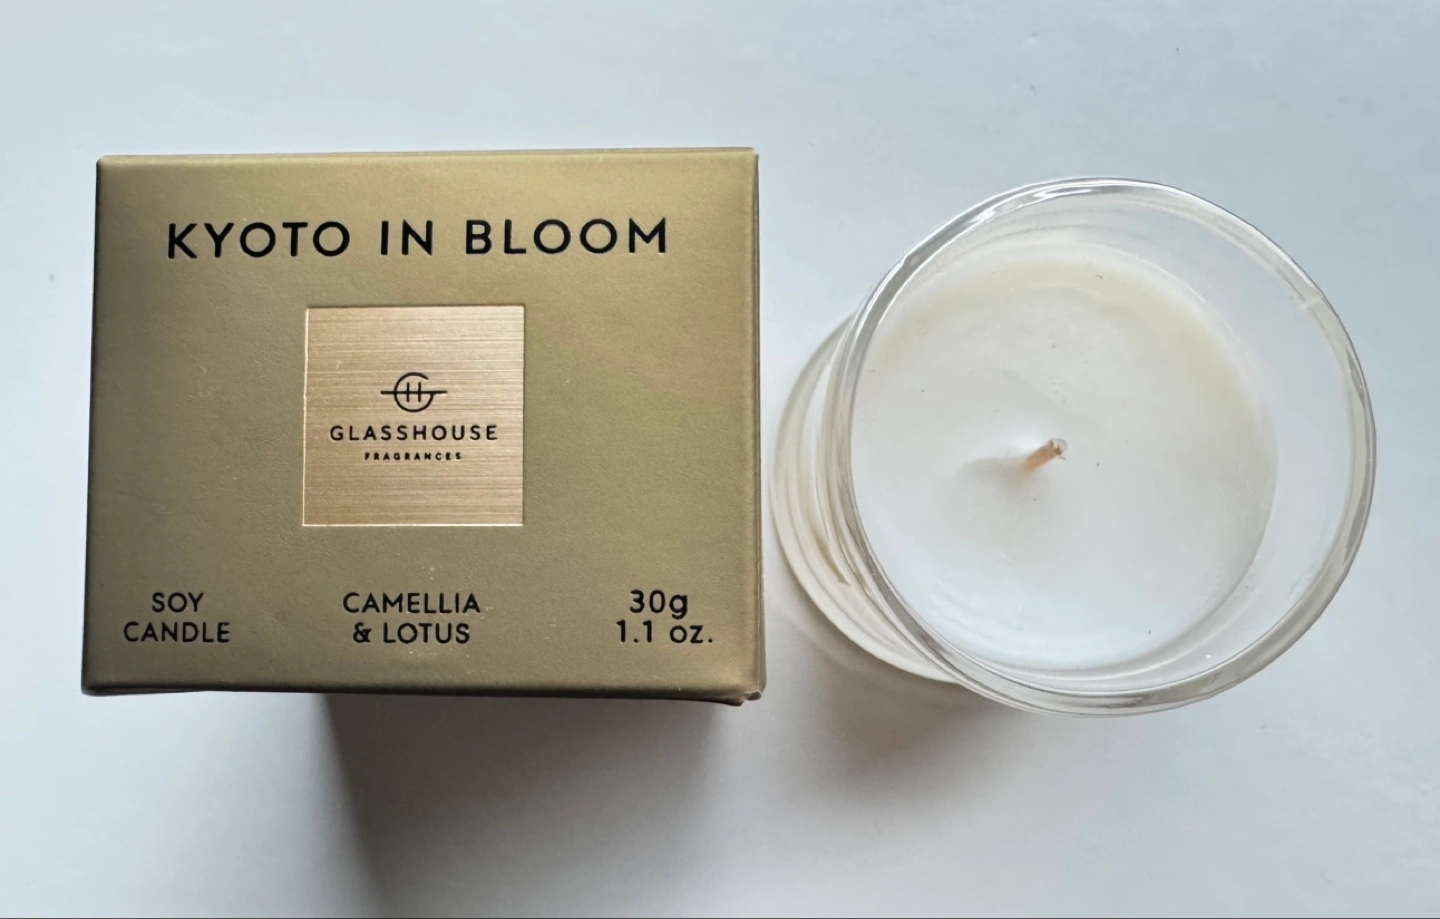 KYOTO IN BLOOM
GLASSHOUSE
FRAGRANCES
SOY
CANDLE
CAMELLIA
& LOTUS
30g
1.1 oz.